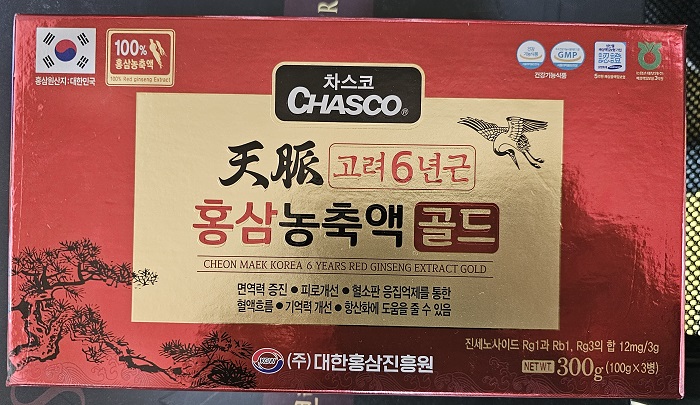 100%
홍삼농축액
100% Red ginseng Extract
홍삼원산지:대한민국
GMP
건강기능식품
차스코
CHASCO®
天脈 고려6년근
홍삼농축액 골드
CHEON MAEK KOREA 6 YEARS RED GINSENG EXTRACT GOLD
면역력 증진 ● 피로개선 ● 혈소판 응집억제를 통한
혈액흐름 ● 기억력 개선 ● 항산화에 도움을 줄 수 있음
진세노사이드 Rg1과 Rb1, Rg3의 합 12mg/3g
(주) 대한홍삼진흥원
NET WT. 300g (100g×3병)